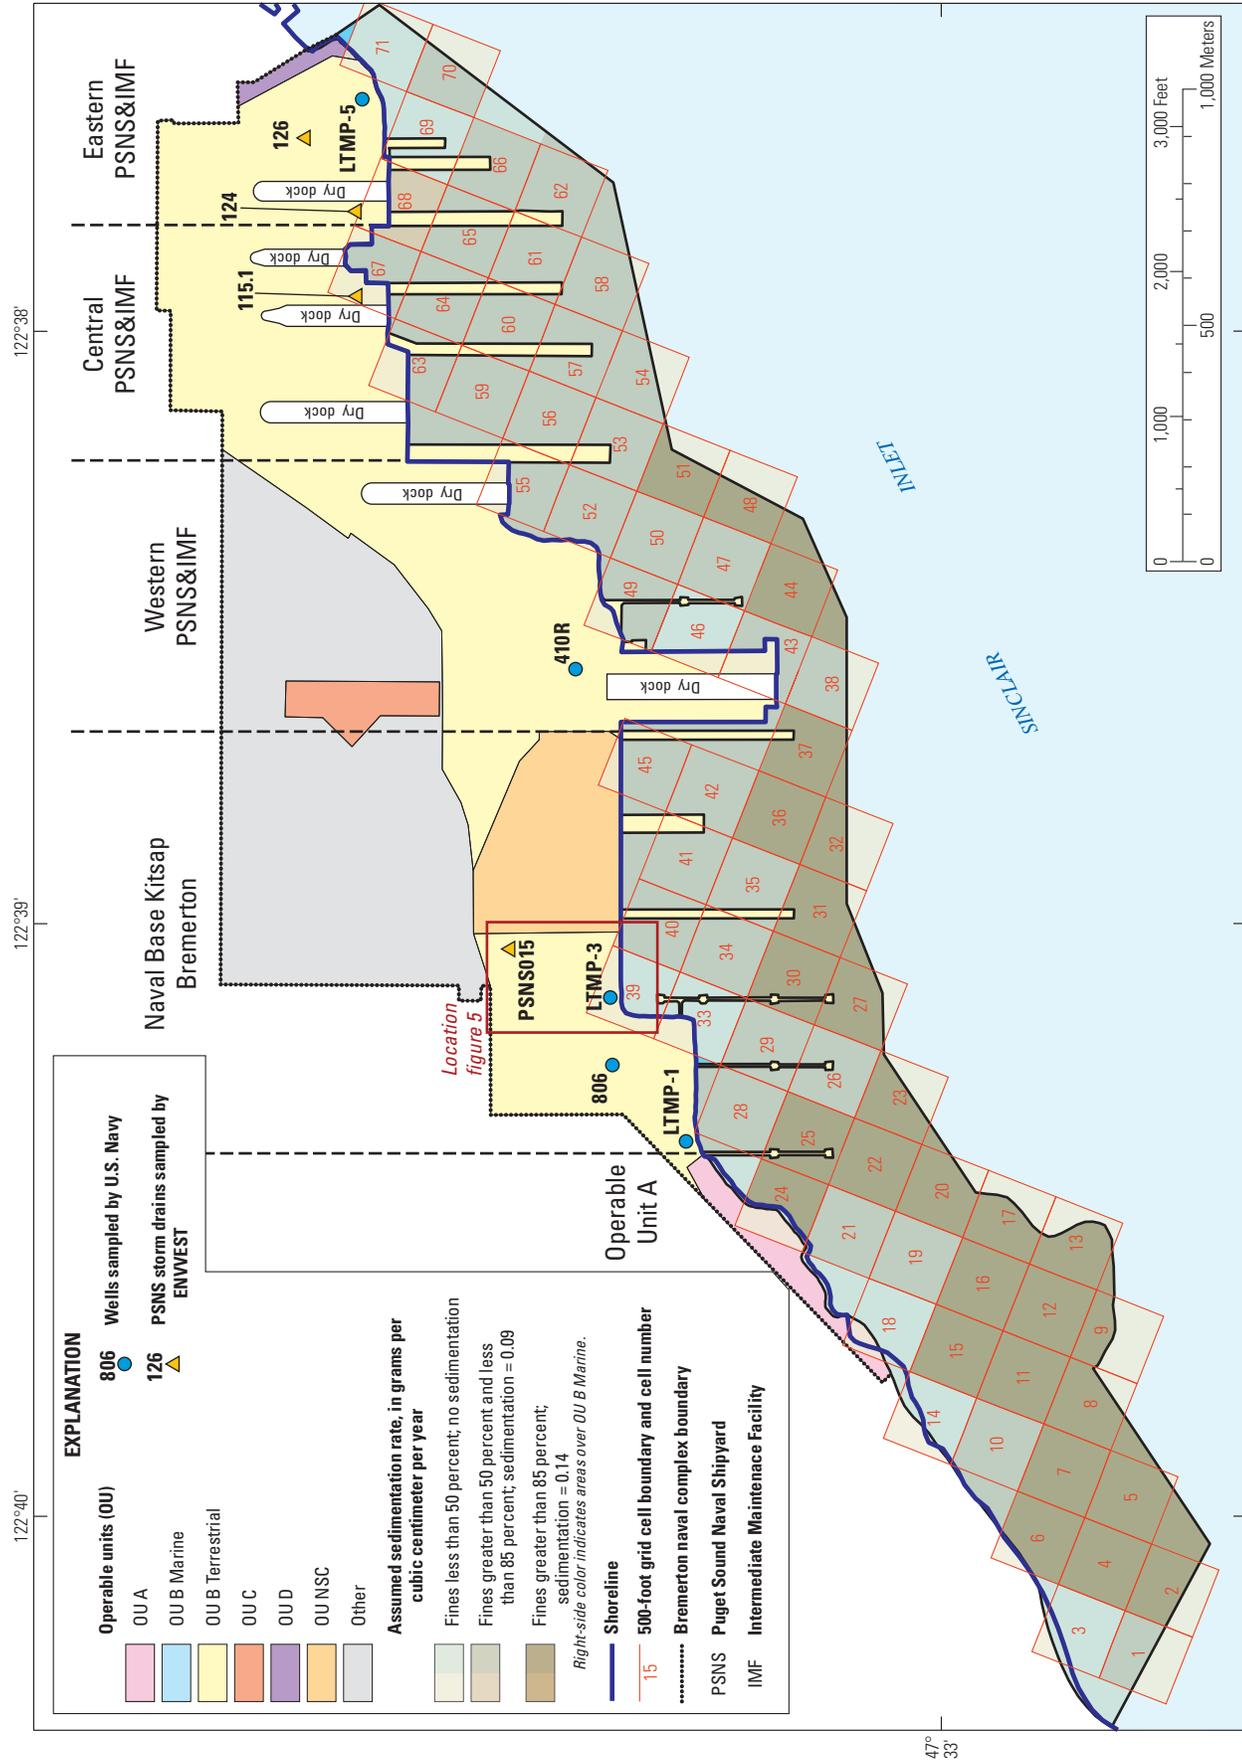 EXPLANATION
Operable units (OU)
OU A
OU B Marine
OU B Terrestrial
OU C
OU D
OU NSC
Other
806 Wells sampled by U.S. Navy
126 PSNS storm drains sampled by
ENVVEST
Assumed sedimentation rate, in grams per
cubic centimeter per year
Fines less than 50 percent; no sedimentation
Fines greater than 50 percent and less
than 85 percent; sedimentation = 0.09
Fines greater than 85 percent;
sedimentation = 0.14
Right-side color indicates areas over OU B Marine.
Shoreline
15 500-foot grid cell boundary and cell number
Bremerton naval complex boundary
PSNS Puget Sound Naval Shipyard
IMF Intermediate Maintenace Facility
122°40'
122°39'
122°38'
47°
33'
Operable
Unit A
Naval Base Kitsap
Bremerton
Western
PSNS&IMF
Central
PSNS&IMF
Eastern
PSNS&IMF
Location
figure 5
PSNS015
LTMP-3
806
LTMP-1
410R
115.1
124
126
LTMP-5
Dry dock
Dry dock
Dry dock
Dry dock
Dry dock
Dry dock
1
2
3
4
5
6
7
8
9
10
11
12
13
14
15
16
17
18
19
20
21
22
23
24
25
26
27
28
29
30
31
32
33
34
35
36
37
38
39
40
41
42
43
44
45
46
47
48
49
50
51
52
53
54
55
56
57
58
59
60
61
62
63
64
65
66
67
68
69
70
71
SINCLAIR
INLET
0 1,000 2,000 3,000 Feet
0 500 1,000 Meters